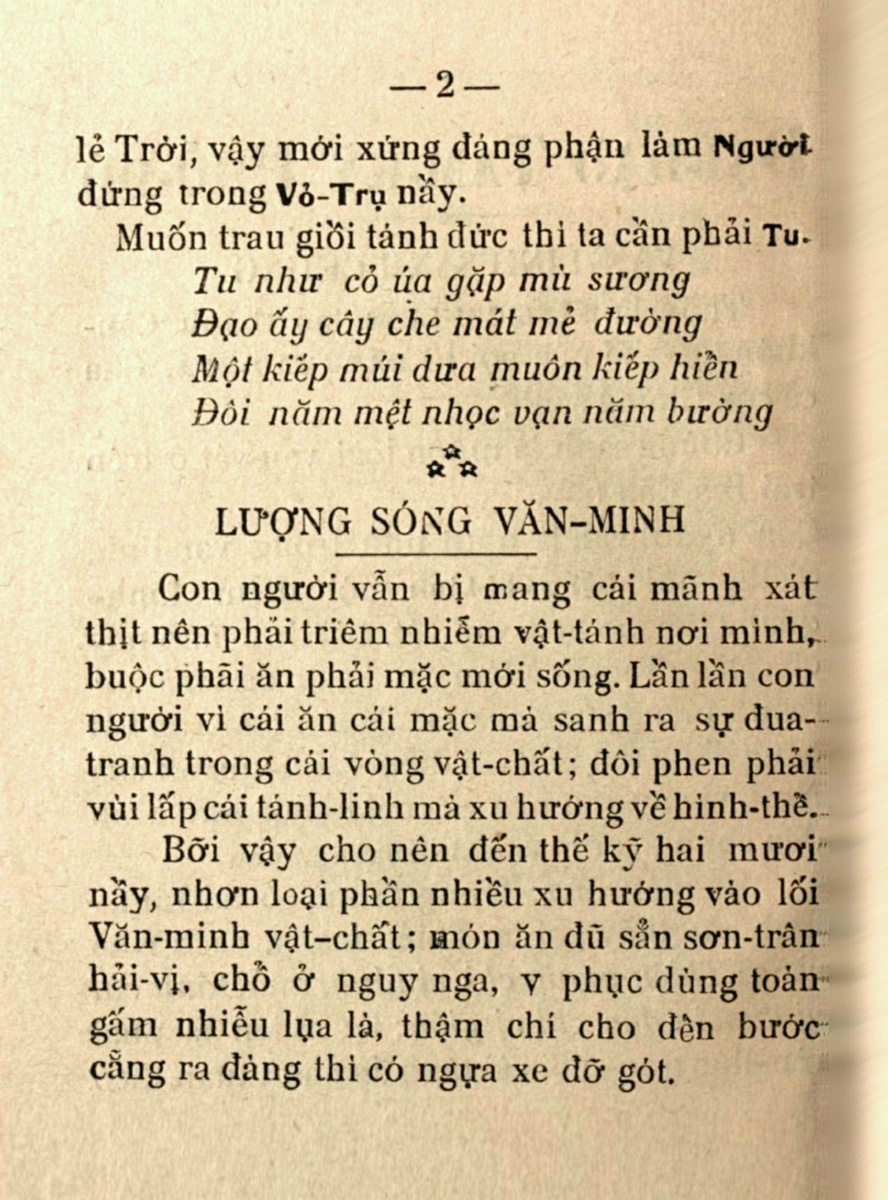 — 2 —
lẻ Trời, vậy mới xứng đáng phận làm Người
đứng trong Vỏ-Trụ nầy.
Muốn trau giồi tánh đức thì ta cần phải Tu.
Tu như cỏ úa gặp mù sương
Đạo ấy cây che mát mẻ đường
Một kiếp múi dưa muôn kiếp hiền
Đôi năm mệt nhọc vạn năm bường
LƯỢNG SÓNG VĂN-MINH
Con người vẫn bị mang cái mãnh xát
thịt nên phải triêm nhiễm vật-tánh nơi mình,
buộc phãi ăn phải mặc mới sống. Lần lần con
người vì cái ăn cái mặc mà sanh ra sự đua-
tranh trong cái vòng vật-chất; đôi phen phải
vùi lấp cái tánh-linh mà xu hướng về hình-thể.
Bỡi vậy cho nên đến thế kỹ hai mươi
nầy, nhơn loại phần nhiều xu hướng vào lối
Văn-minh vật-chất; món ăn đũ sẳn sơn-trân
hải-vị, chổ ở nguy nga, y phục dùng toàn
gấm nhiễu lụa là, thậm chí cho đền bước
cẵng ra đàng thì có ngựa xe đỡ gót.